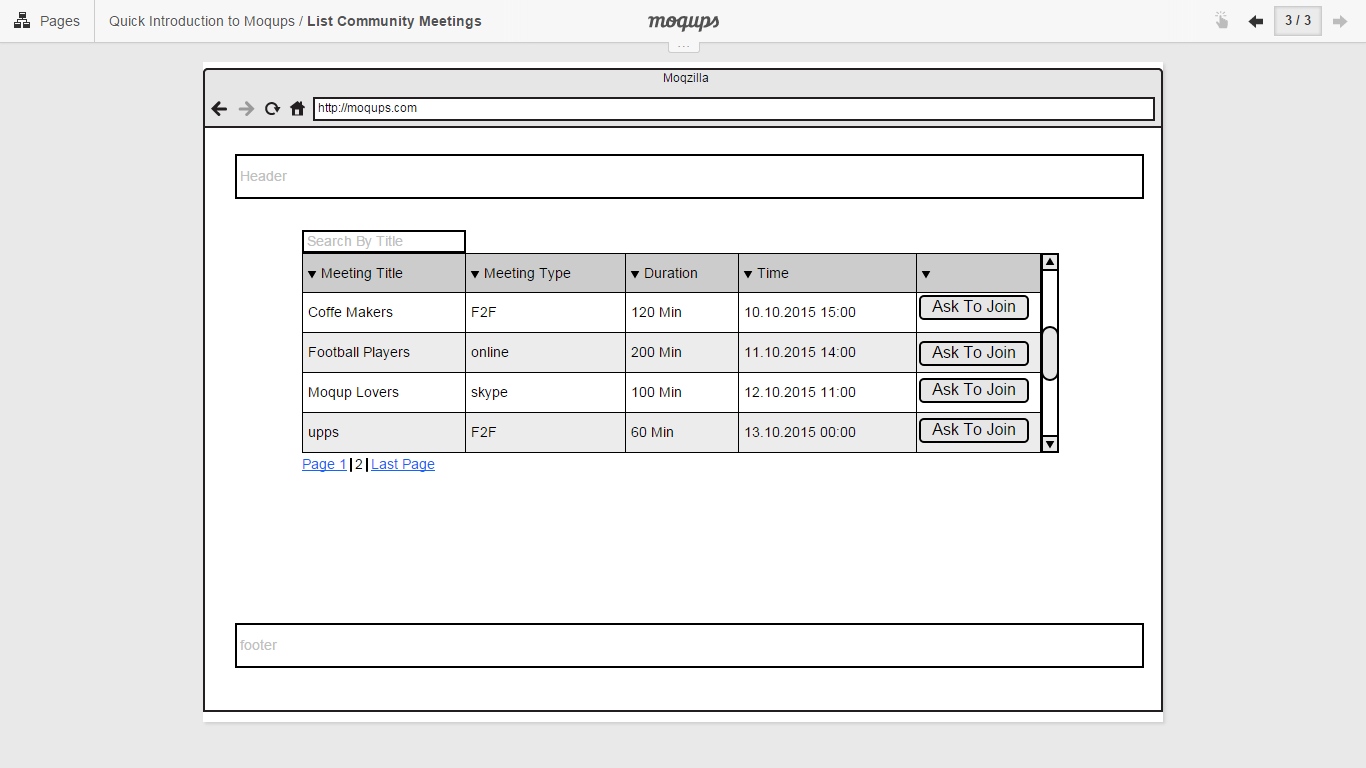 Pages Quick Introduction to Moqups / List Community Meetings moqups 3 / 3
...
Moqzilla
http://moqups.com
Header
Search By Title
Meeting Title Meeting Type Duration Time
Coffe Makers F2F 120 Min 10.10.2015 15:00 Ask To Join
Football Players online 200 Min 11.10.2015 14:00 Ask To Join
Moqup Lovers skype 100 Min 12.10.2015 11:00 Ask To Join
upps F2F 60 Min 13.10.2015 00:00 Ask To Join
Page 1 | 2 | Last Page
footer